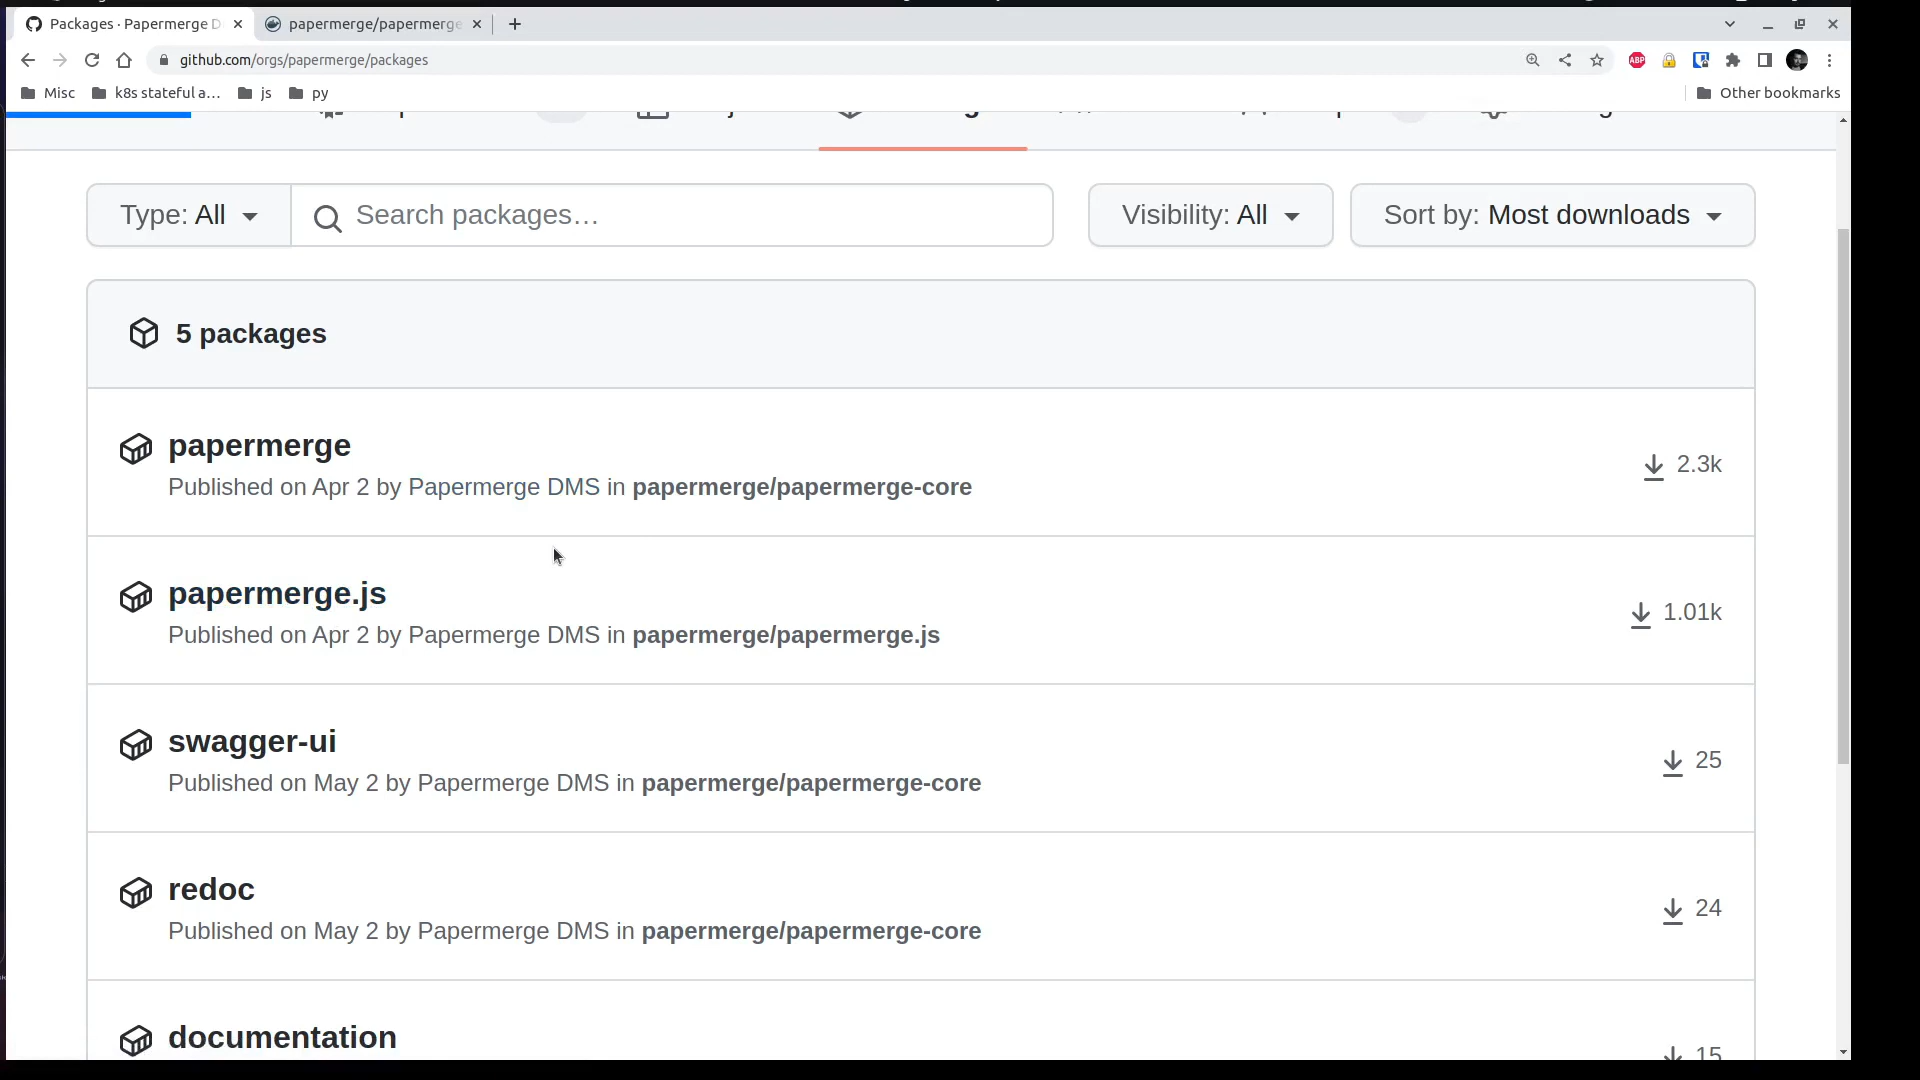 Packages · Papermerge D
papermerge/papermerge
github.com/orgs/papermerge/packages
ABP
Misc
k8s stateful a...
js
py
Other bookmarks
Type: All
Search packages…
Visibility: All
Sort by: Most downloads
5 packages
papermerge
Published on Apr 2 by Papermerge DMS in papermerge/papermerge-core
2.3k
papermerge.js
Published on Apr 2 by Papermerge DMS in papermerge/papermerge.js
1.01k
swagger-ui
Published on May 2 by Papermerge DMS in papermerge/papermerge-core
25
redoc
Published on May 2 by Papermerge DMS in papermerge/papermerge-core
24
documentation
15